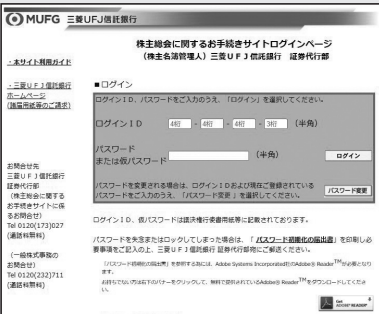 MUFG 三菱UFJ信託銀行
株主総会に関するお手続きサイトログインページ
(株主名簿管理人) 三菱UFJ信託銀行 証券代行部
・本サイト利用ガイド
・三菱UFJ信託銀行
ホームページ
(諸届用紙等のご請求)
お問合せ先
三菱UFJ信託銀行
証券代行部
(株主総会に関する
お手続きサイトに係
るお問合せ)
Tel 0120(173)027
(通話料無料)
(一般株式事務の
お問合せ)
Tel 0120(232)711
(通話料無料)
■ログイン
ログインID、パスワードをご入力のうえ、「ログイン」を選択してください。
ログインID 4桁 - 4桁 - 4桁 - 3桁 (半角)
パスワード
または仮パスワード (半角) ログイン
パスワードを変更される場合は、ログインIDおよび現在ご登録されている
パスワードをご入力のうえ、「パスワード変更」を選択してください。 パスワード変更
ログインID、仮パスワードは議決権行使書用紙等に記載されております。
パスワードを失念またはロックしてしまった場合は、「パスワード初期化の届出書」を印刷し必
要事項をご記入の上、三菱UFJ信託銀行 証券代行部宛にご郵送ください。
「パスワード初期化の届出書」を参照する為には、Adobe Systems Incorporated社のAdobe® Reader™が必要となり
ます。
お持ちでない方は右下のバナーをクリックして、無料で提供されているAdobe® Reader™をダウンロードしてくださ
い。
Get
ADOBE® READER®